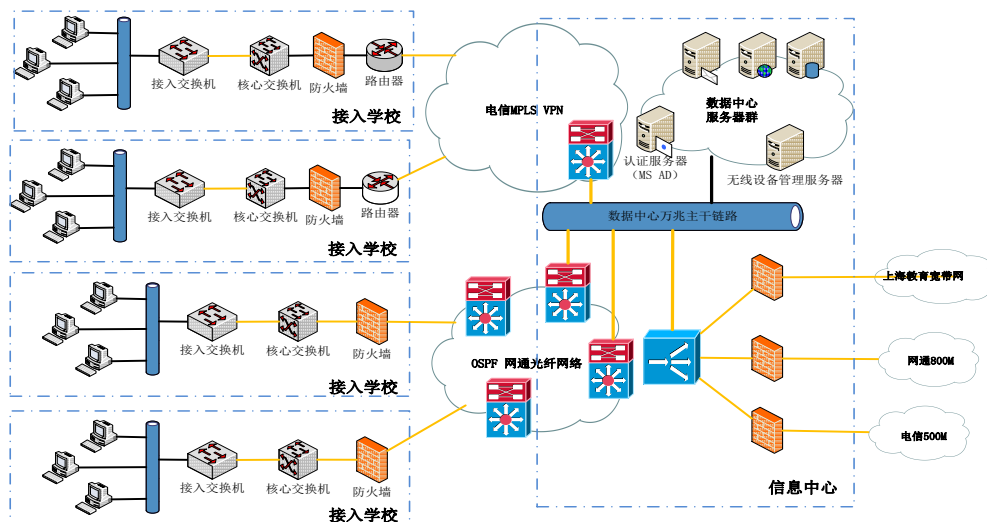 接入交换机
核心交换机
防火墙
路由器
接入学校
接入交换机
核心交换机
防火墙
路由器
接入学校
接入交换机
核心交换机
防火墙
接入学校
接入交换机
核心交换机
防火墙
接入学校
电信MPLS VPN
OSPF 网通光纤网络
数据中心
服务器群
认证服务器
（MS AD）
无线设备管理服务器
数据中心万兆主干链路
上海教育宽带网
网通800M
电信500M
信息中心